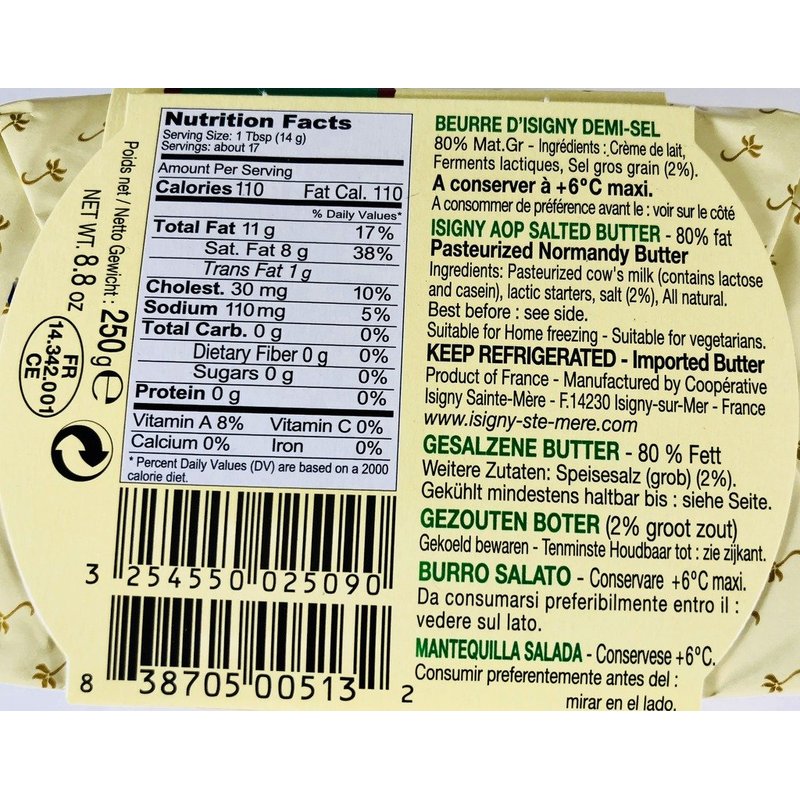 Poids net / Netto Gewicht : 250 g e
NET WT. 8.8 oz
FR
14.342.001
CE
Nutrition Facts
Serving Size: 1 Tbsp (14 g)
Servings: about 17
Amount Per Serving
Calories 110 Fat Cal. 110
% Daily Values*
Total Fat 11 g 17%
Sat. Fat 8 g 38%
Trans Fat 1 g
Cholest. 30 mg 10%
Sodium 110 mg 5%
Total Carb. 0 g 0%
Dietary Fiber 0 g 0%
Sugars 0 g 0%
Protein 0 g 0%
Vitamin A 8% Vitamin C 0%
Calcium 0% Iron 0%
* Percent Daily Values (DV) are based on a 2000
calorie diet.
3 254550 025090
8 38705 00513 2
BEURRE D'ISIGNY DEMI-SEL
80% Mat.Gr - Ingrédients : Crème de lait,
Ferments lactiques, Sel gros grain (2%).
A conserver à +6°C maxi.
A consommer de préférence avant le : voir sur le côté
ISIGNY AOP SALTED BUTTER - 80% fat
Pasteurized Normandy Butter
Ingredients: Pasteurized cow's milk (contains lactose
and casein), lactic starters, salt (2%), All natural.
Best before : see side.
Suitable for Home freezing - Suitable for vegetarians.
KEEP REFRIGERATED - Imported Butter
Product of France - Manufactured by Coopérative
Isigny Sainte-Mère - F.14230 Isigny-sur-Mer - France
www.isigny-ste-mere.com
GESALZENE BUTTER - 80 % Fett
Weitere Zutaten: Speisesalz (grob) (2%).
Gekühlt mindestens haltbar bis : siehe Seite.
GEZOUTEN BOTER (2% groot zout)
Gekoeld bewaren - Tenminste Houdbaar tot : zie zijkant.
BURRO SALATO - Conservare +6°C maxi.
Da consumarsi preferibilmente entro il :
vedere sul lato.
MANTEQUILLA SALADA - Conservese +6°C.
Consumir preferentemente antes del :
mirar en el lado.